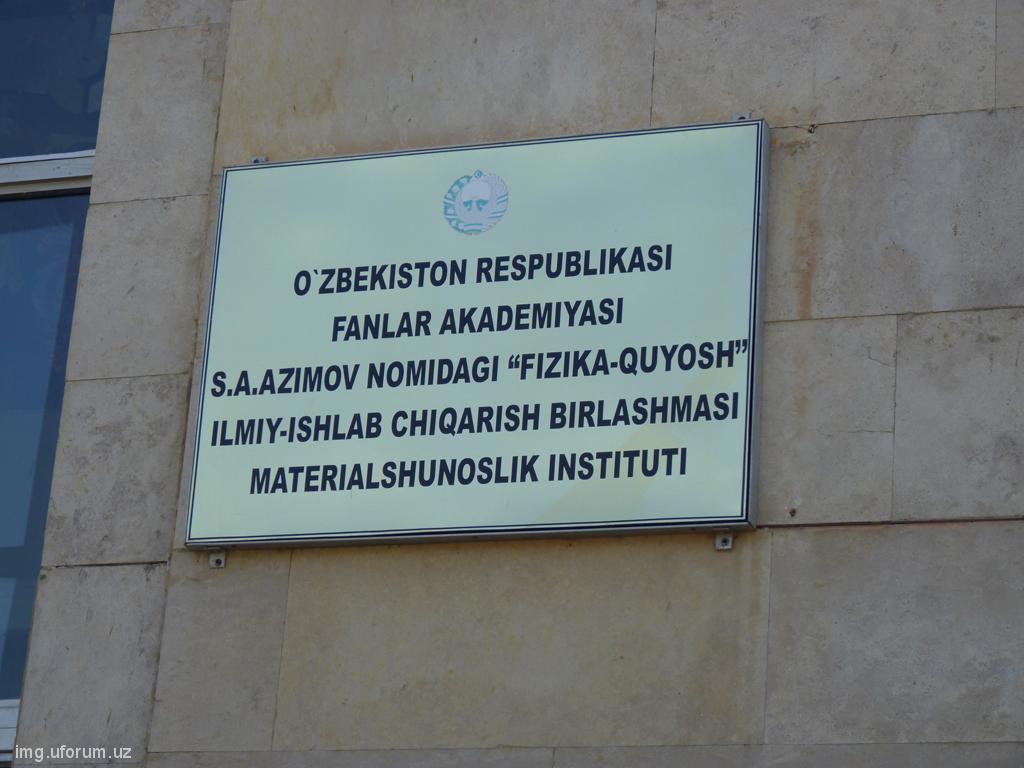 O`ZBEKISTON RESPUBLIKASI
FANLAR AKADEMIYASI
S.A.AZIMOV NOMIDAGI “FIZIKA-QUYOSH”
ILMIY-ISHLAB CHIQARISH BIRLASHMASI
MATERIALSHUNOSLIK INSTITUTI
img.uforum.uz